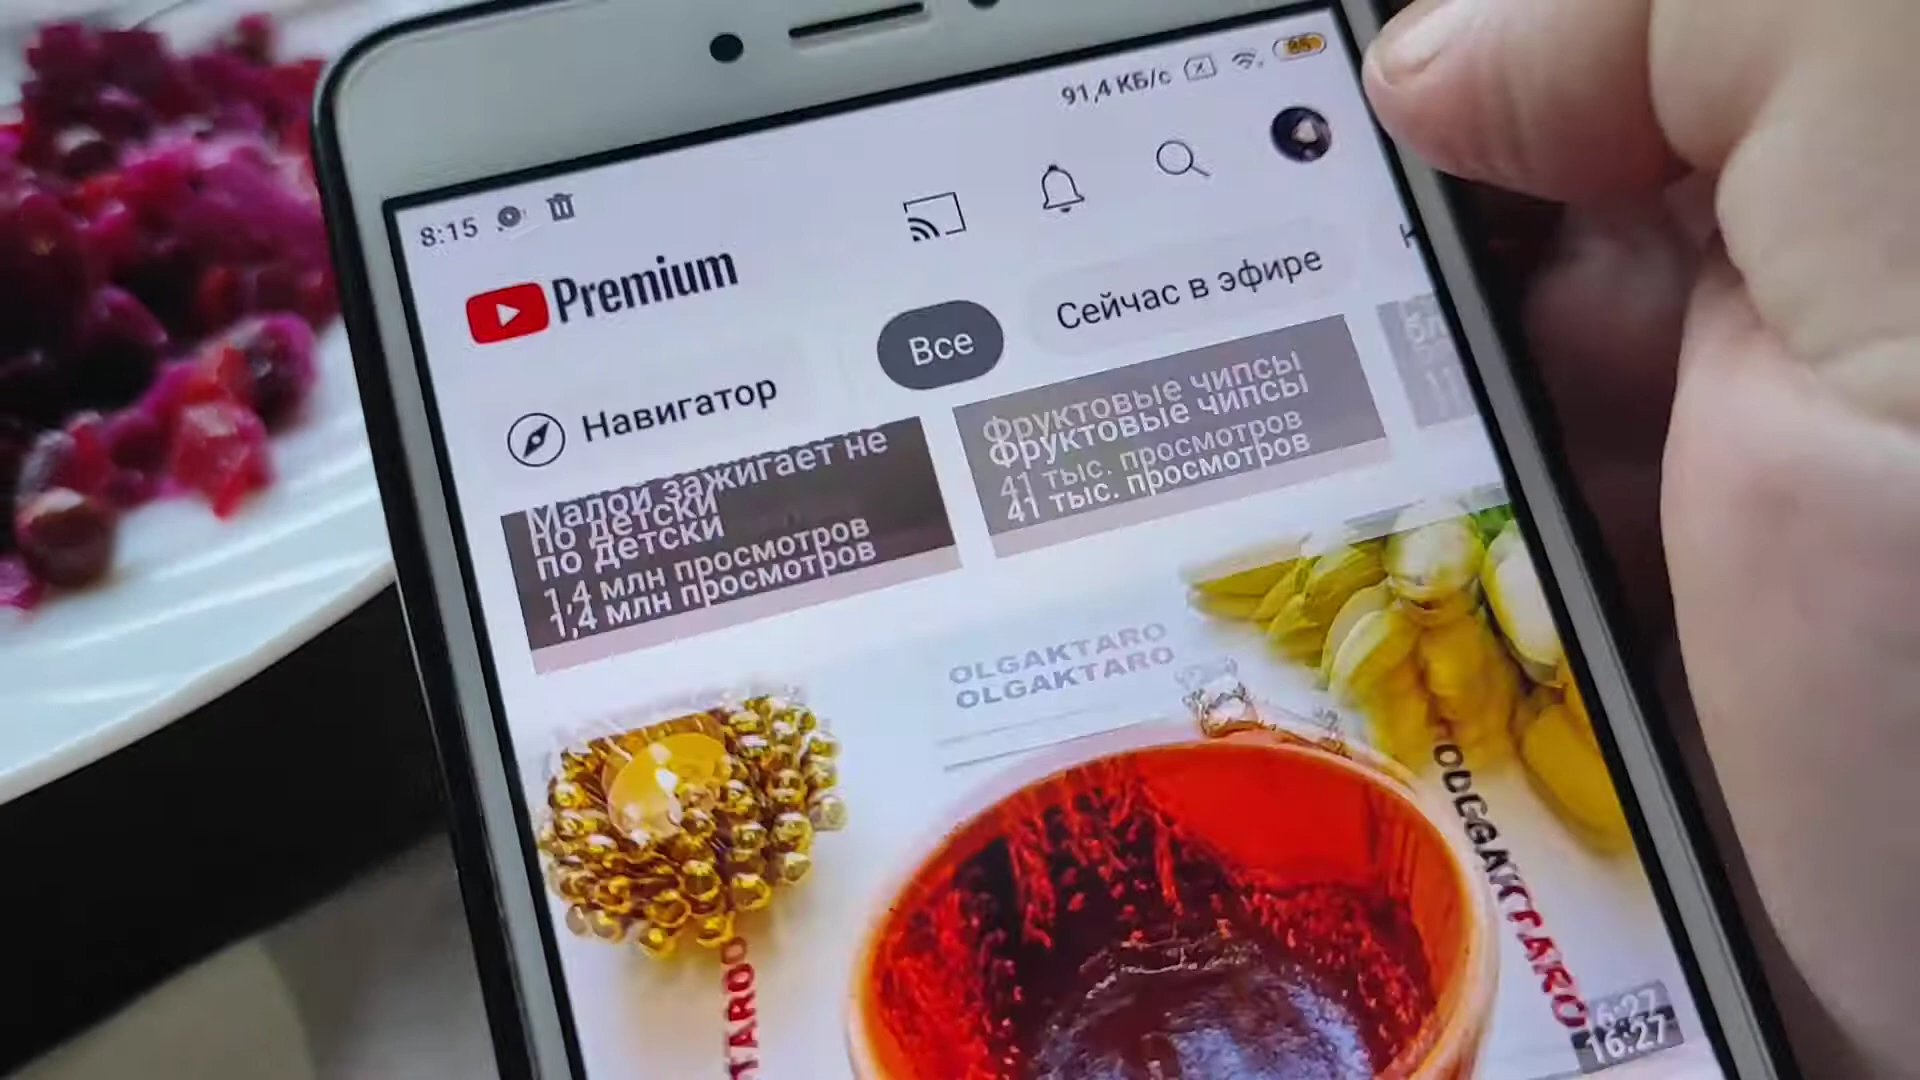 91,4 КБ/с
85
8:15
Premium
Навигатор
Все
Сейчас в эфире
Малой зажигает не
по детски
по детски
1,4 млн просмотров
1,4 млн просмотров
Фруктовые чипсы
Фруктовые чипсы
41 тыс. просмотров
41 тыс. просмотров
OLGAKTARO
OLGAKTARO
TARO
OLGAKTARO
16:27
16:27